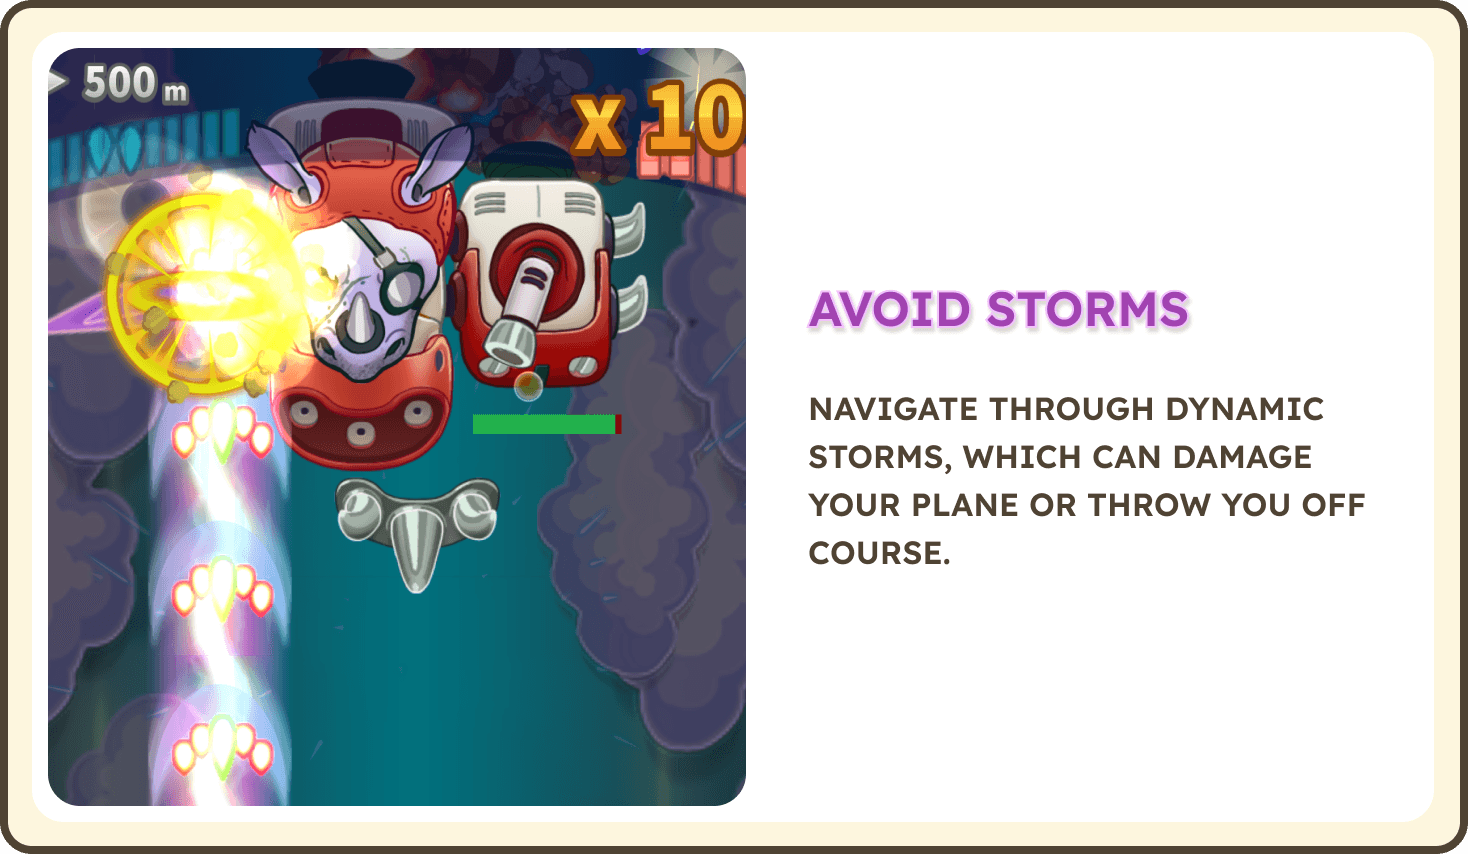 500 m
x 10
AVOID STORMS
NAVIGATE THROUGH DYNAMIC
STORMS, WHICH CAN DAMAGE
YOUR PLANE OR THROW YOU OFF
COURSE.